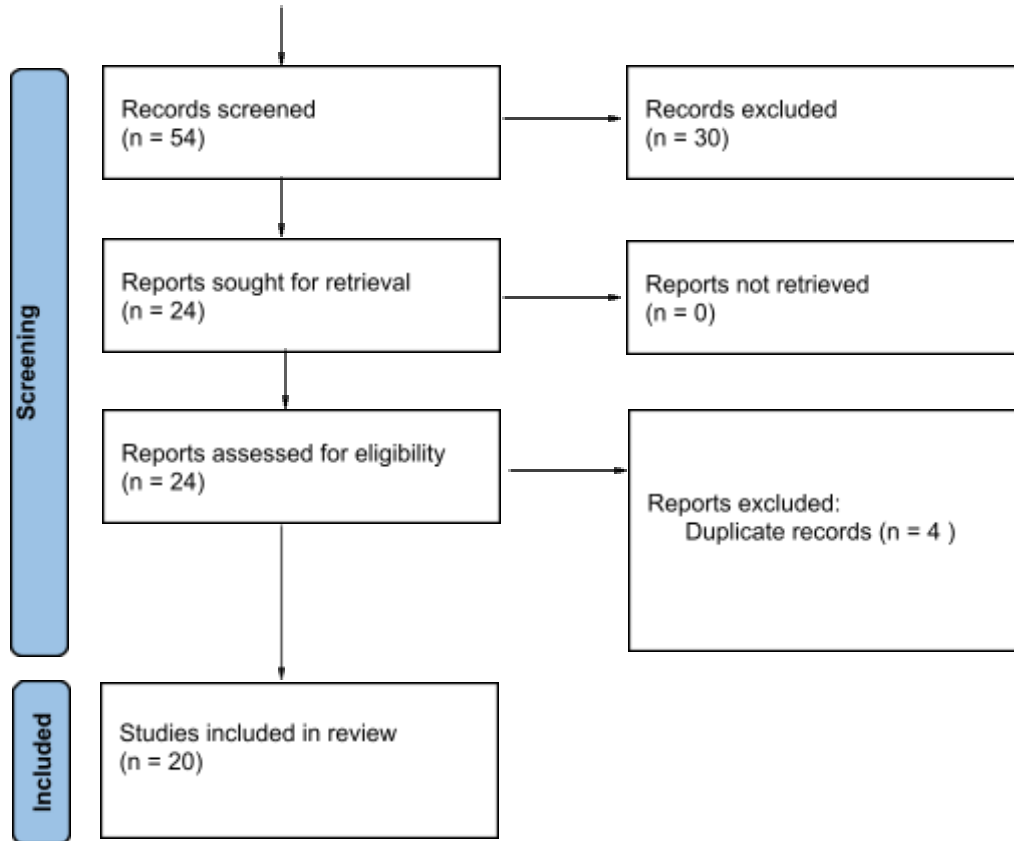 Screening
Records screened
(n = 54)
Records excluded
(n = 30)
Reports sought for retrieval
(n = 24)
Reports not retrieved
(n = 0)
Reports assessed for eligibility
(n = 24)
Reports excluded:
Duplicate records (n = 4 )
Included
Studies included in review
(n = 20)